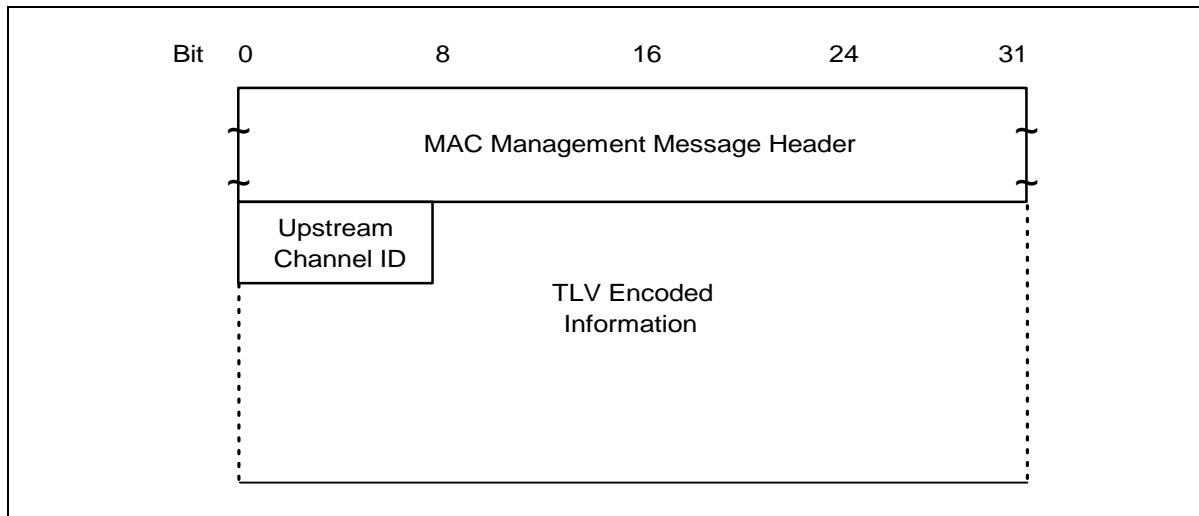 Bit 0 8 16 24 31
MAC Management Message Header
Upstream
Channel ID
TLV Encoded
Information